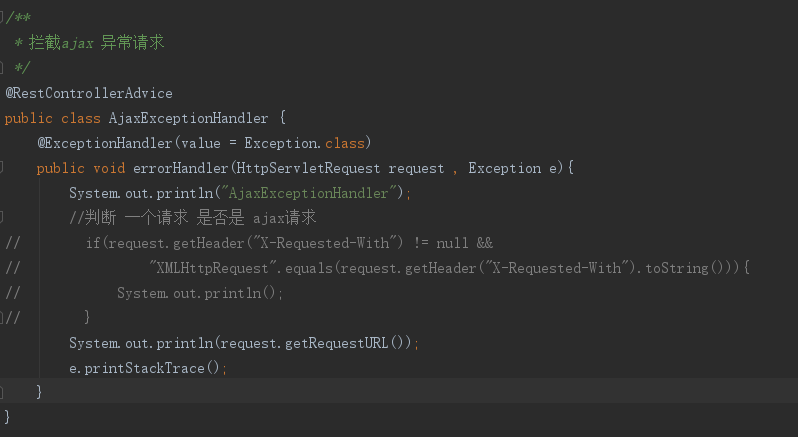 /**
 * 拦截ajax 异常请求
 */
@RestControllerAdvice
public class AjaxExceptionHandler {
    @ExceptionHandler(value = Exception.class)
    public void errorHandler(HttpServletRequest request , Exception e){
        System.out.println("AjaxExceptionHandler");
        //判断 一个请求 是否是 ajax请求
//        if(request.getHeader("X-Requested-With") != null &&
//                "XMLHttpRequest".equals(request.getHeader("X-Requested-With").toString())){
//            System.out.println();
//        }
        System.out.println(request.getRequestURL());
        e.printStackTrace();
    }
}